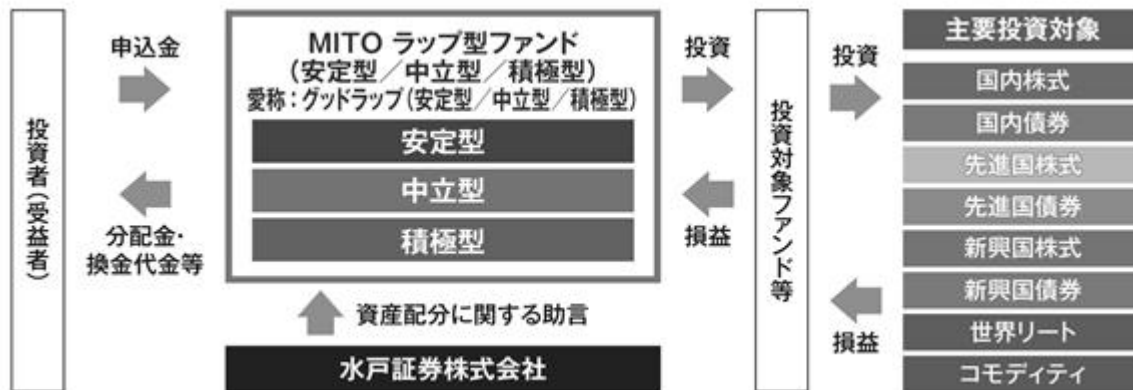 投資者(受益者)
申込金
分配金・
換金代金等
MITO ラップ型ファンド
(安定型／中立型／積極型)
愛称：グッドラップ(安定型／中立型／積極型)
安定型
中立型
積極型
資産配分に関する助言
水戸証券株式会社
投資
損益
投資対象ファンド等
投資
損益
主要投資対象
国内株式
国内債券
先進国株式
先進国債券
新興国株式
新興国債券
世界リート
コモディティ